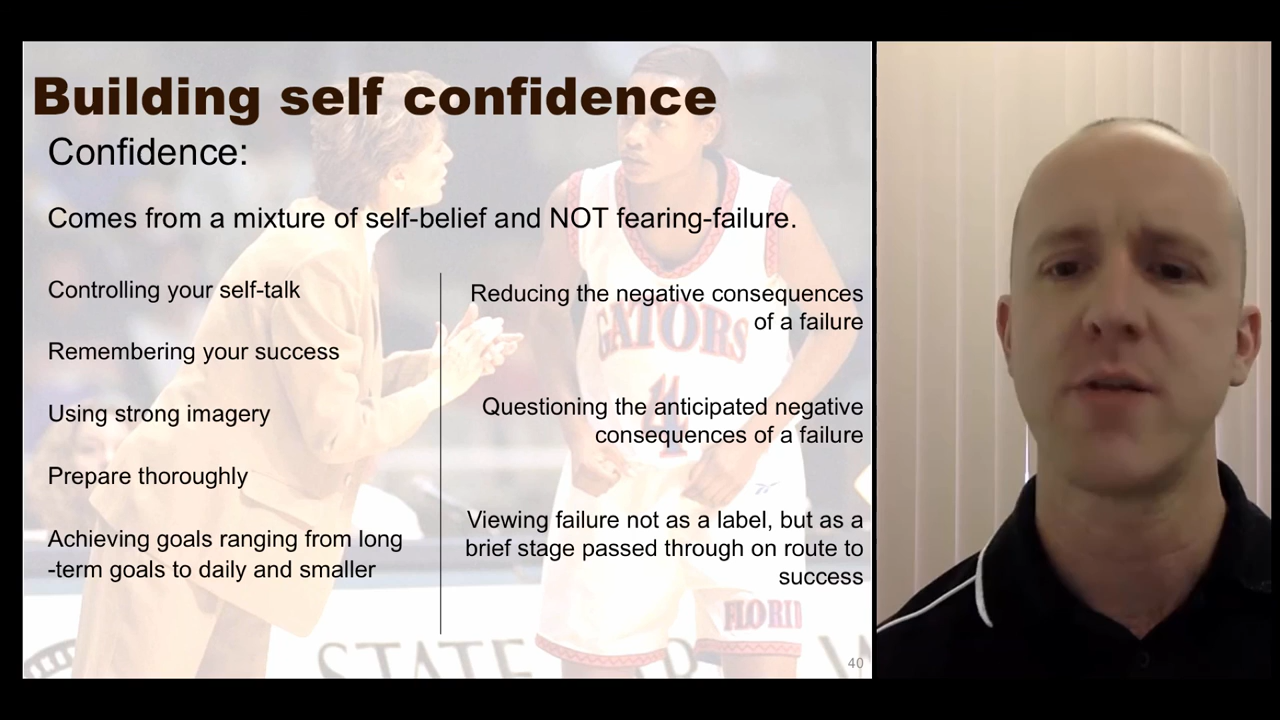 Building self confidence
Confidence:
Comes from a mixture of self-belief and NOT fearing-failure.
Controlling your self-talk
Remembering your success
Using strong imagery
Prepare thoroughly
Achieving goals ranging from long
-term goals to daily and smaller
Reducing the negative consequences
of a failure
Questioning the anticipated negative
consequences of a failure
Viewing failure not as a label, but as a
brief stage passed through on route to
success
GATORS
FLORID
STATE
40